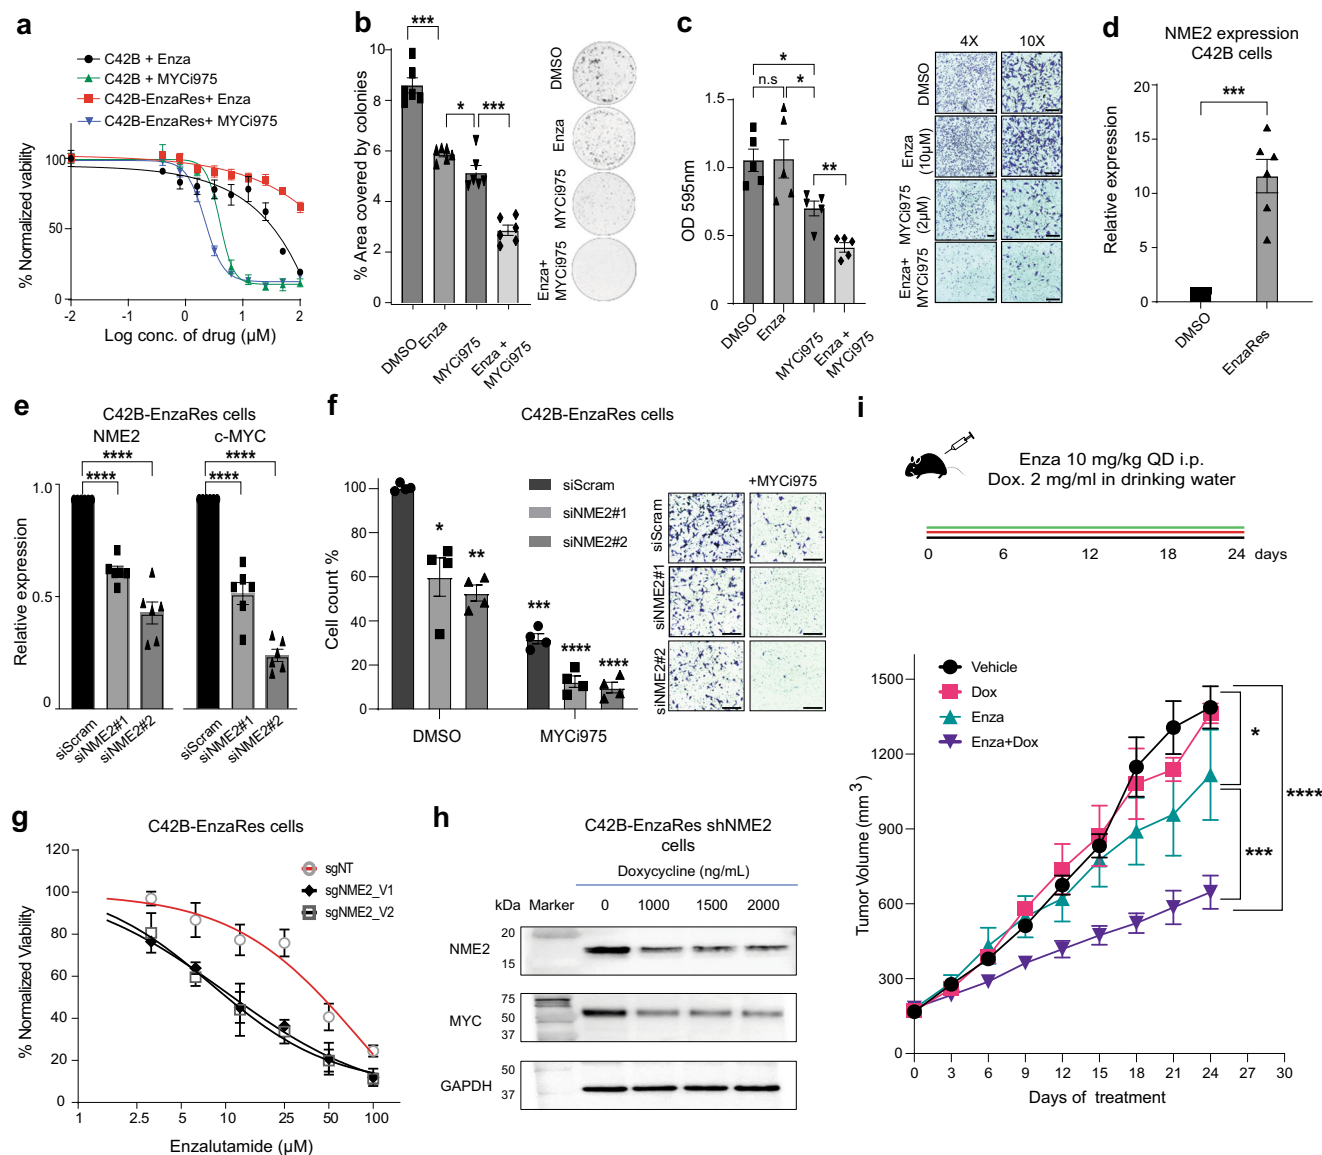 a
C42B + Enza
C42B + MYCi975
C42B-EnzaRes+ Enza
C42B-EnzaRes+ MYCi975
% Normalized viability
100
50
0
-2
-1
0
1
2
Log conc. of drug (µM)
b
***
*
***
% Area covered by colonies
10
8
6
4
2
0
DMSO
Enza
MYCi975
Enza +
MYCi975
DMSO
Enza
MYCi975
Enza+
MYCi975
c
*
n.s
*
**
OD 595nm
1.5
1.0
0.5
0
DMSO
Enza
MYCi975
Enza +
MYCi975
4X
10X
DMSO
Enza
(10µM)
MYCi975
(2µM)
Enza+
MYCi975
d
NME2 expression
C42B cells
***
Relative expression
20
15
10
5
0
DMSO
EnzaRes
e
C42B-EnzaRes cells
NME2
c-MYC
****
****
****
****
Relative expression
1.0
0.5
0
siScram
siNME2#1
siNME2#2
siScram
siNME2#1
siNME2#2
f
C42B-EnzaRes cells
siScram
siNME2#1
siNME2#2
Cell count %
100
80
60
40
20
0
*
**
***
****
****
DMSO
MYCi975
+MYCi975
siScram
siNME2#1
siNME2#2
g
C42B-EnzaRes cells
sgNT
sgNME2_V1
sgNME2_V2
% Normalized Viability
120
100
80
60
40
20
0
1
2.5
5
10
25
50
100
Enzalutamide (µM)
h
C42B-EnzaRes shNME2
cells
Doxycycline (ng/mL)
kDa
Marker
0
1000
1500
2000
NME2
20
15
MYC
75
50
37
GAPDH
50
37
i
Enza 10 mg/kg QD i.p.
Dox. 2 mg/ml in drinking water
0
6
12
18
24
days
Vehicle
Dox
Enza
Enza+Dox
*
***
****
Tumor Volume (mm 3)
1500
1200
900
600
300
0
0
3
6
9
12
15
18
21
24
27
30
Days of treatment